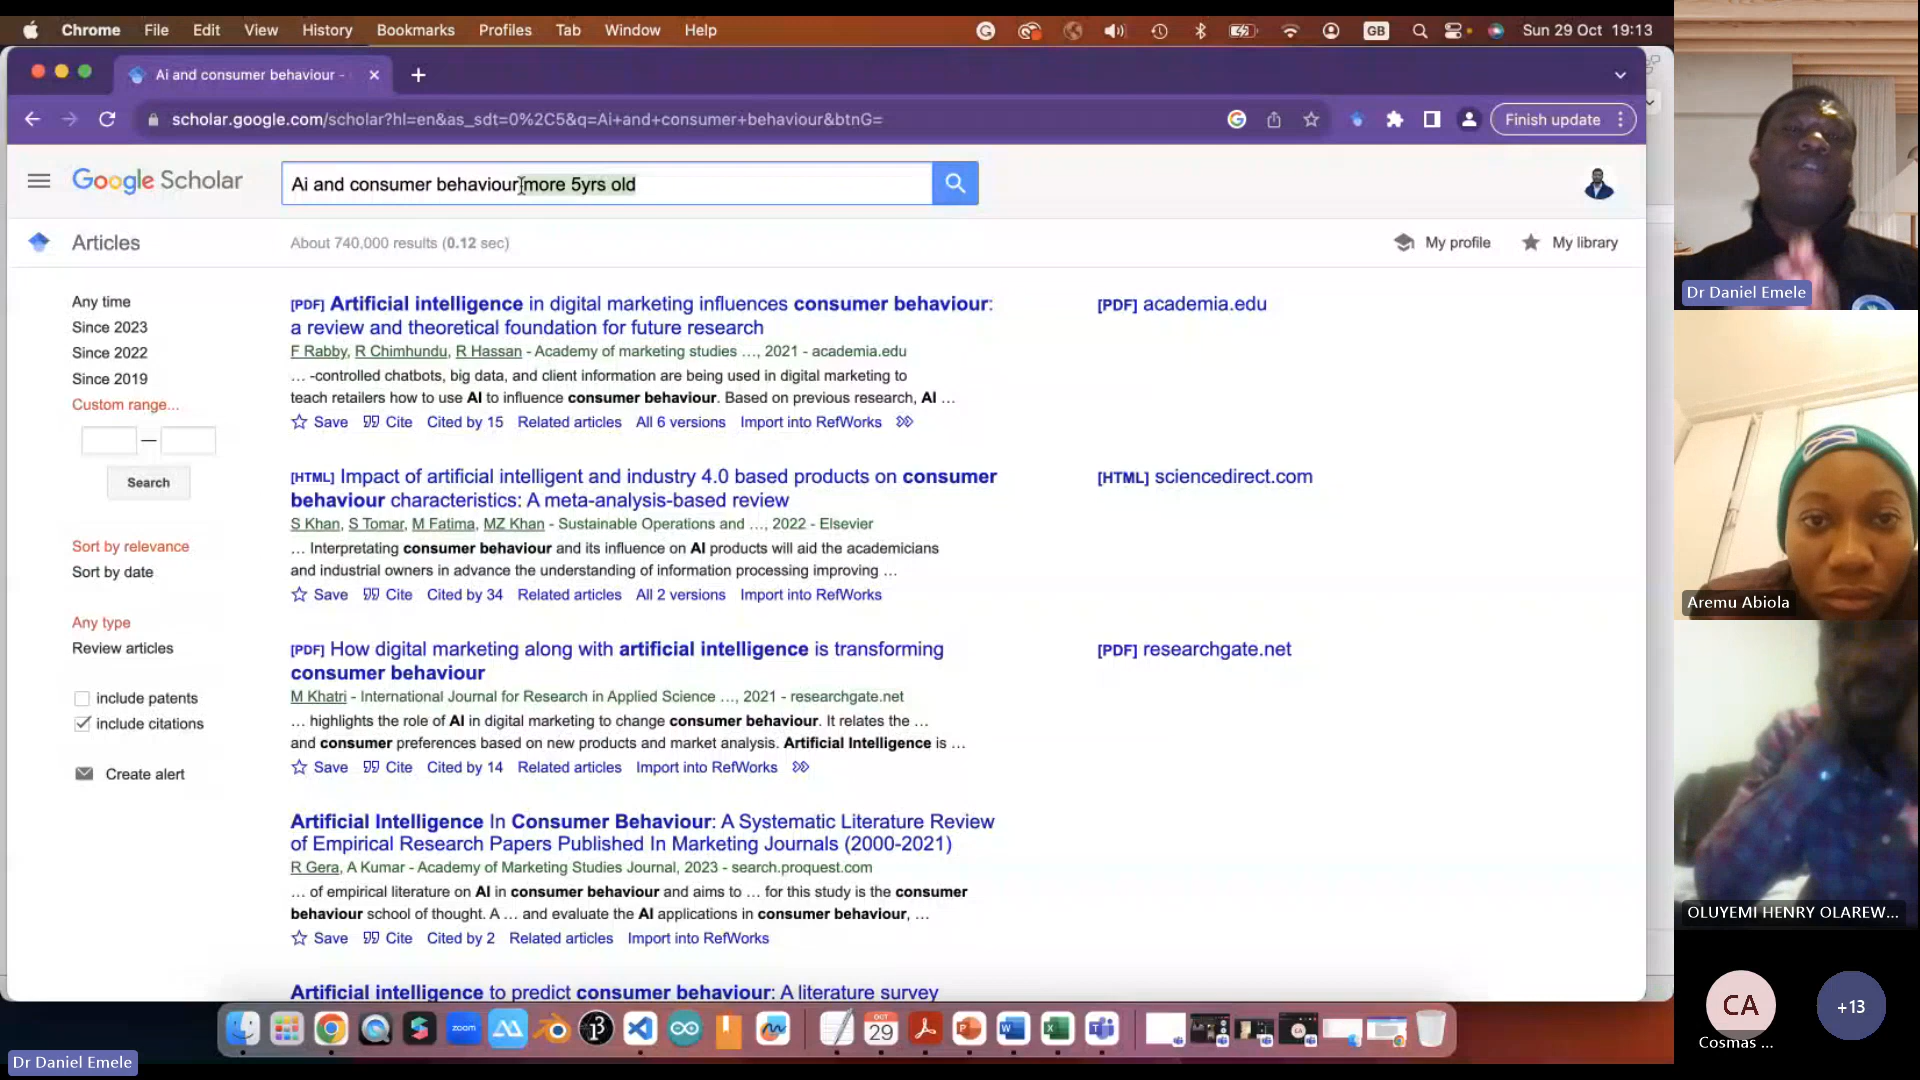 Chrome File Edit View History Bookmarks Profiles Tab Window Help GB Sun 29 Oct 19:13
Ai and consumer behaviour -
scholar.google.com/scholar?hl=en&as_sdt=0%2C5&q=Ai+and+consumer+behaviour&btnG= Finish update
Google Scholar Ai and consumer behaviour more 5yrs old
Articles About 740,000 results (0.12 sec) My profile My library
Any time
Since 2023
Since 2022
Since 2019
Custom range...
—
Search
Sort by relevance
Sort by date
Any type
Review articles
include patents
include citations
Create alert
[PDF] Artificial intelligence in digital marketing influences consumer behaviour:
a review and theoretical foundation for future research
F Rabby, R Chimhundu, R Hassan - Academy of marketing studies …, 2021 - academia.edu
… -controlled chatbots, big data, and client information are being used in digital marketing to
teach retailers how to use AI to influence consumer behaviour. Based on previous research, AI …
Save Cite Cited by 15 Related articles All 6 versions Import into RefWorks
[PDF] academia.edu
[HTML] Impact of artificial intelligent and industry 4.0 based products on consumer
behaviour characteristics: A meta-analysis-based review
S Khan, S Tomar, M Fatima, MZ Khan - Sustainable Operations and …, 2022 - Elsevier
… Interpretating consumer behaviour and its influence on AI products will aid the academicians
and industrial owners in advance the understanding of information processing improving …
Save Cite Cited by 34 Related articles All 2 versions Import into RefWorks
[HTML] sciencedirect.com
[PDF] How digital marketing along with artificial intelligence is transforming
consumer behaviour
M Khatri - International Journal for Research in Applied Science …, 2021 - researchgate.net
… highlights the role of AI in digital marketing to change consumer behaviour. It relates the …
and consumer preferences based on new products and market analysis. Artificial Intelligence is …
Save Cite Cited by 14 Related articles Import into RefWorks
[PDF] researchgate.net
Artificial Intelligence In Consumer Behaviour: A Systematic Literature Review
of Empirical Research Papers Published In Marketing Journals (2000-2021)
R Gera, A Kumar - Academy of Marketing Studies Journal, 2023 - search.proquest.com
… of empirical literature on AI in consumer behaviour and aims to … for this study is the consumer
behaviour school of thought. A … and evaluate the AI applications in consumer behaviour, …
Save Cite Cited by 2 Related articles Import into RefWorks
Artificial intelligence to predict consumer behaviour: A literature survey
zoom OCT 29
Dr Daniel Emele
Dr Daniel Emele
Aremu Abiola
OLUYEMI HENRY OLAREW...
CA +13
Cosmas ...